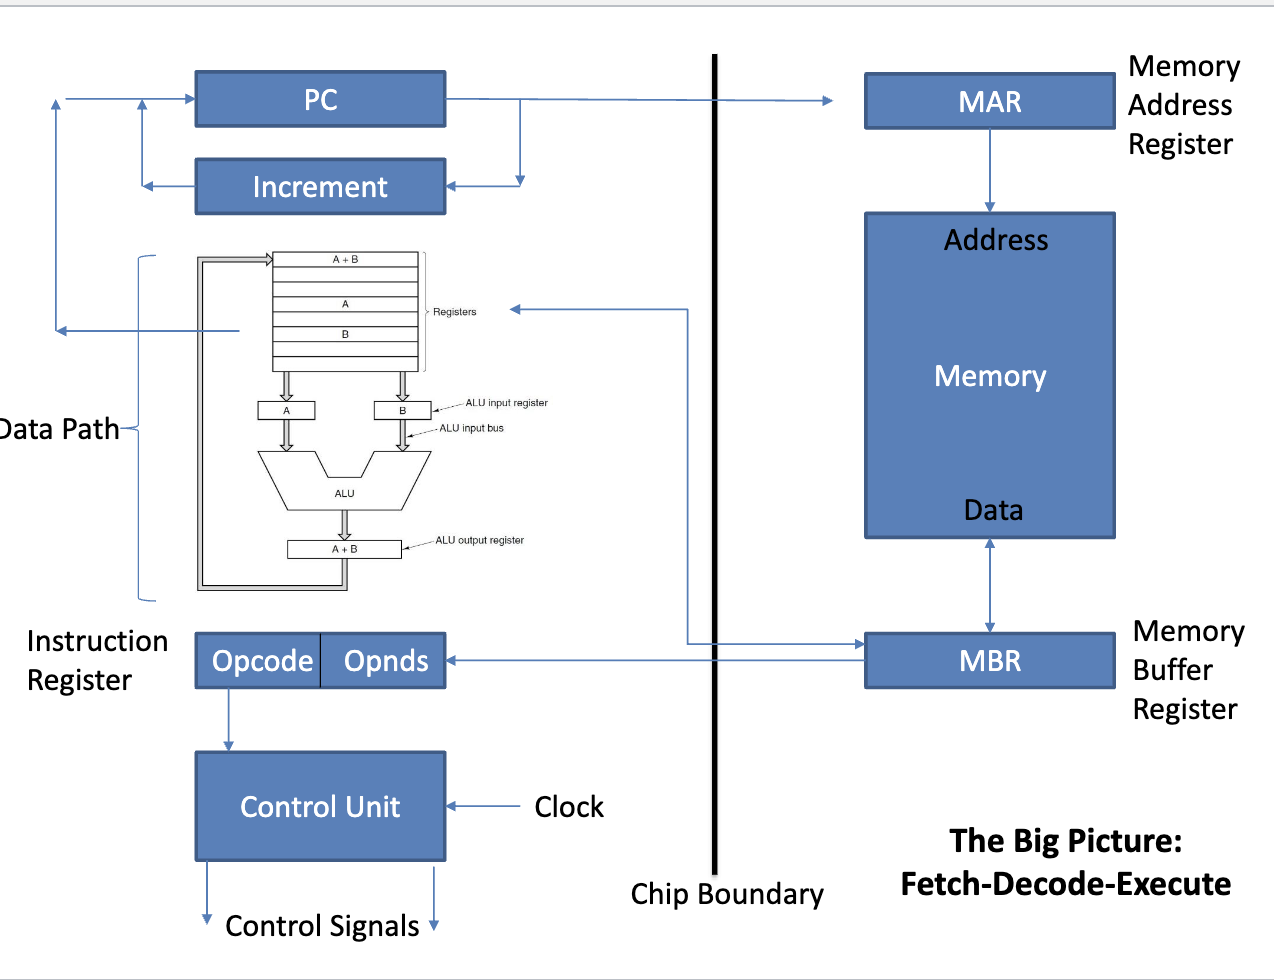 PC
MAR
Memory
Address
Register
Increment
Address
Memory
Data
A + B
A
B
Registers
A
B
ALU input register
ALU input bus
ALU
A + B
ALU output register
Data Path
Instruction
Register
Opcode
Opnds
MBR
Memory
Buffer
Register
Control Unit
Clock
Control Signals
Chip Boundary
The Big Picture:
Fetch-Decode-Execute